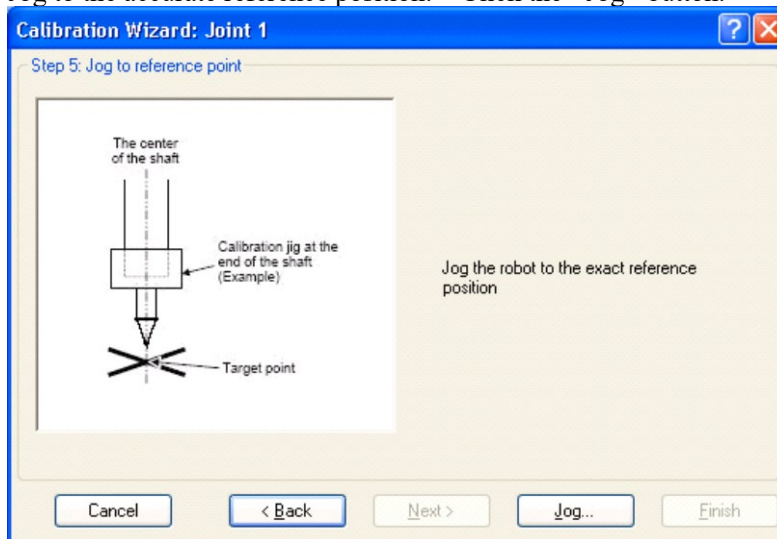 Calibration Wizard: Joint 1
Step 5: Jog to reference point
The center
of the shaft
Calibration jig at the
end of the shaft
(Example)
Target point
Jog the robot to the exact reference
position
Cancel
< Back
Next >
Jog...
Finish